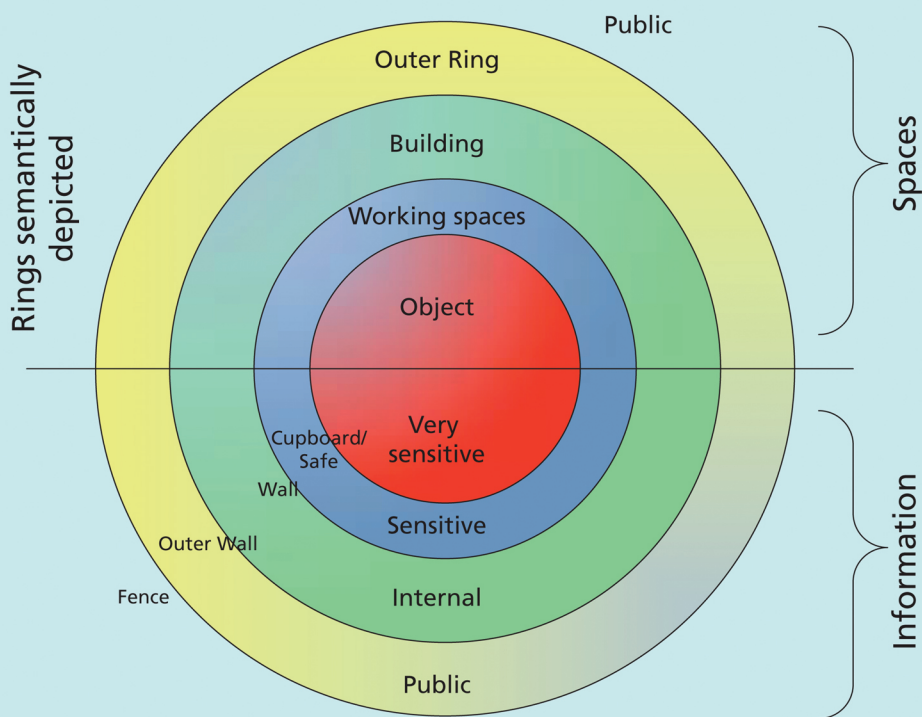 Public
Outer Ring
Rings semantically
depicted
Building
Spaces
Working spaces
Object
Very
sensitive
Cupboard/
Safe
Wall
Sensitive
Outer Wall
Fence
Internal
Information
Public